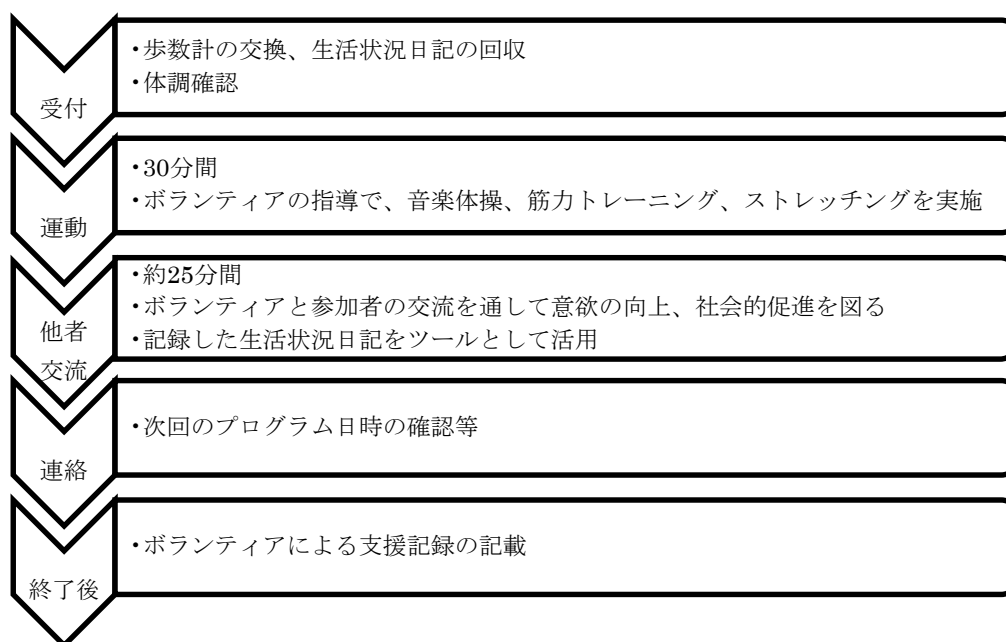 受付
・歩数計の交換、生活状況日記の回収
・体調確認
運動
・30分間
・ボランティアの指導で、音楽体操、筋力トレーニング、ストレッチングを実施
他者
交流
・約25分間
・ボランティアと参加者の交流を通して意欲の向上、社会的促進を図る
・記録した生活状況日記をツールとして活用
連絡
・次回のプログラム日時の確認等
終了後
・ボランティアによる支援記録の記載